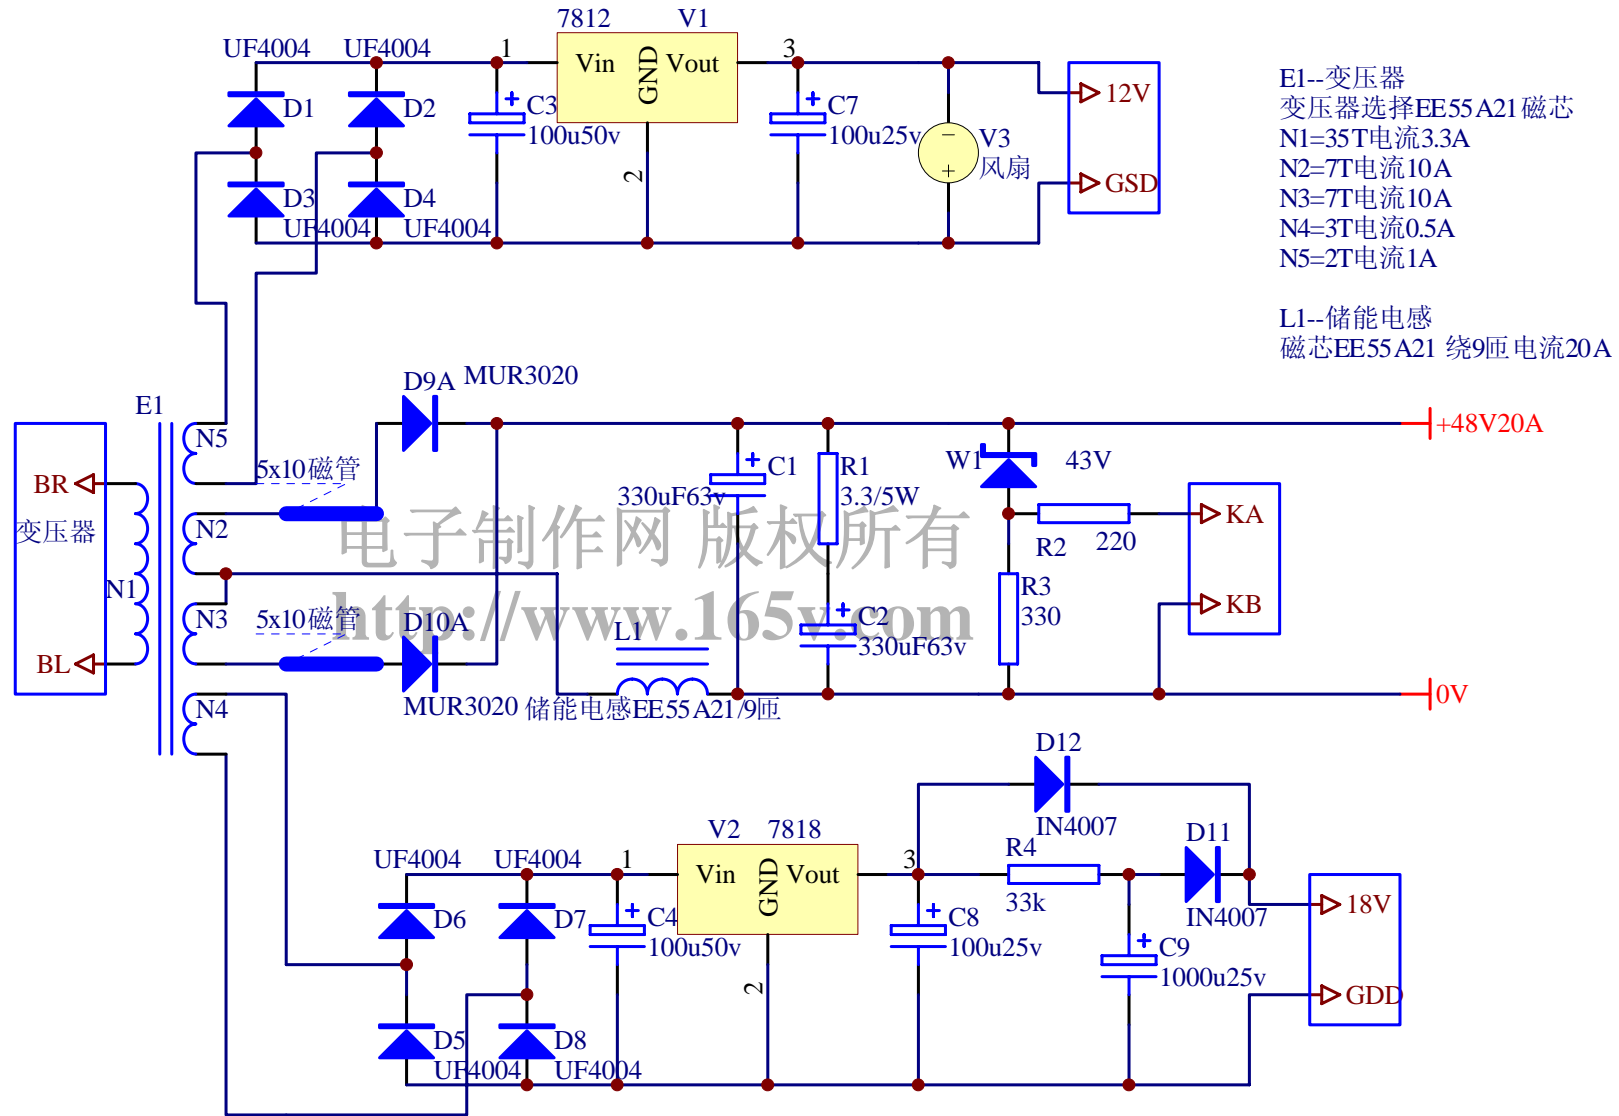 7812 V1
UF4004 UF4004
1 Vin GND Vout 3
2
D1 D2
C3
100u50v
C7
100u25v
V3
风扇
12V
GSD
D3 D4
UF4004 UF4004
E1--变压器
变压器选择EE55A21磁芯
N1=35T电流3.3A
N2=7T电流10A
N3=7T电流10A
N4=3T电流0.5A
N5=2T电流1A
L1--储能电感
磁芯EE55A21 绕9匝电流20A
D9A MUR3020
E1
N5
5x10磁管
BR
变压器
BL
N1
N2
N3
5x10磁管
D10A
MUR3020
N4
+48V20A
C1
330uF63v
R1
3.3/5W
W1 43V
R2 220
KA
KB
R3
330
C2
330uF63v
L1
储能电感EE55A21/9匝
0V
电子制作网 版权所有
http://www.165v.com
D12
IN4007
V2 7818
UF4004 UF4004
1 Vin GND Vout 3
2
R4
33k
D11
IN4007
D6 D7
C4
100u50v
C8
100u25v
C9
1000u25v
18V
GDD
D5 D8
UF4004 UF4004